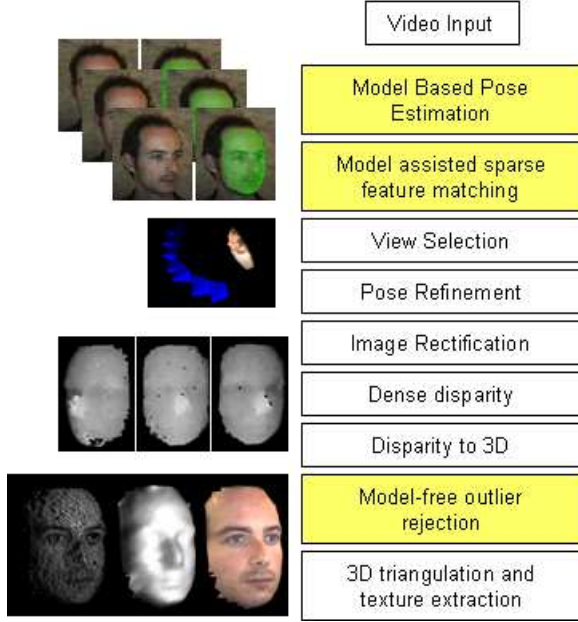 Video Input
Model Based Pose
Estimation
Model assisted sparse
feature matching
View Selection
Pose Refinement
Image Rectification
Dense disparity
Disparity to 3D
Model-free outlier
rejection
3D triangulation and
texture extraction